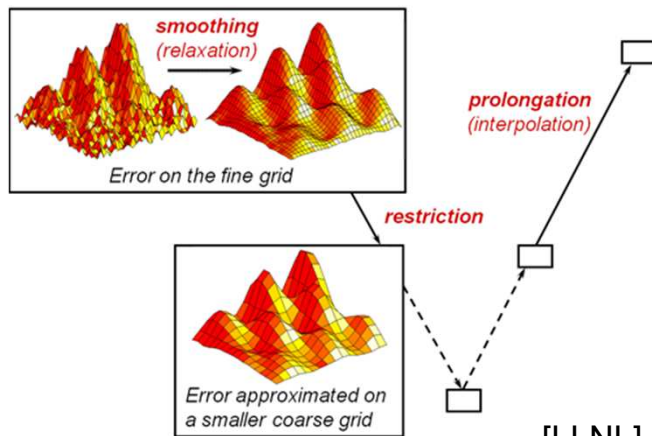 smoothing
(relaxation)
Error on the fine grid
prolongation
(interpolation)
restriction
Error approximated on
a smaller coarse grid